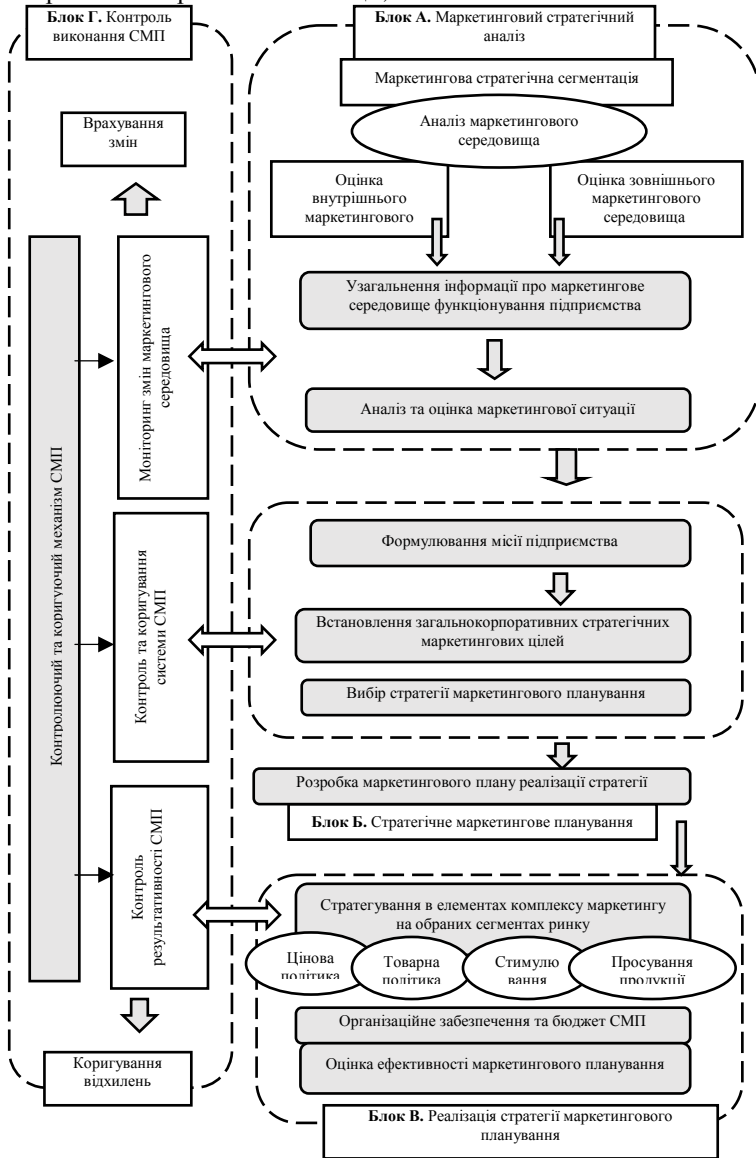 Блок Г. Контроль
виконання СМП
Врахування
змін
Контролюючий та коригуючий механізм СМП
Моніторинг змін маркетингового
середовища
Контроль та коригування
системи СМП
Контроль
результативності СМП
Коригування
відхилень
Блок А. Маркетинговий стратегічний
аналіз
Маркетингова стратегічна сегментація
Аналіз маркетингового
середовища
Оцінка
внутрішнього
маркетингового
Оцінка зовнішнього
маркетингового
середовища
Узагальнення інформації про маркетингове
середовище функціонування підприємства
Аналіз та оцінка маркетингової ситуації
Формулювання місії підприємства
Встановлення загальнокорпоративних стратегічних
маркетингових цілей
Вибір стратегії маркетингового планування
Розробка маркетингового плану реалізації стратегії
Блок Б. Стратегічне маркетингове планування
Стратегування в елементах комплексу маркетингу
на обраних сегментах ринку
Цінова
політика
Товарна
політика
Стимулю
вання
Просування
продукції
Організаційне забезпечення та бюджет СМП
Оцінка ефективності маркетингового планування
Блок В. Реалізація стратегії маркетингового
планування